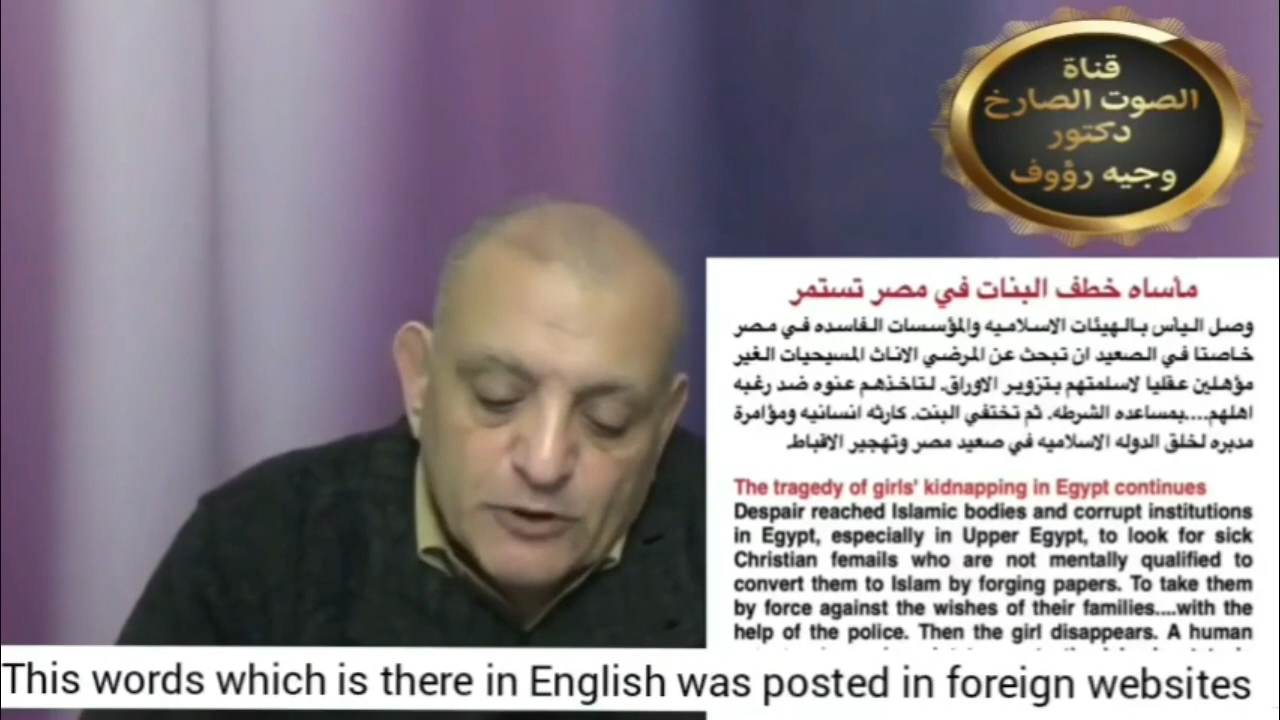 قناة
الصوت الصارخ
دكتور
وجيه رؤوف
مأساه خطف البنات في مصر تستمر
وصل اليأس بالهيئات الاسلاميه والمؤسسات الفاسده في مصر
خاصتا في الصعيد ان تبحث عن المرضي الاناث المسيحيات الغير
مؤهلين عقليا لاسلمتهم بتزوير الاوراق. لتاخذهم عنوه ضد رغبه
اهلهم....بمساعده الشرطه. ثم تختفي البنت. كارثه انسانيه ومؤامرة
مدبره لخلق الدوله الاسلاميه في صعيد مصر وتهجير الاقباط.
The tragedy of girls' kidnapping in Egypt continues
Despair reached Islamic bodies and corrupt institutions
in Egypt, especially in Upper Egypt, to look for sick
Christian femails who are not mentally qualified to
convert them to Islam by forging papers. To take them
by force against the wishes of their families....with the
help of the police. Then the girl disappears. A human
This words which is there in English was posted in foreign websites